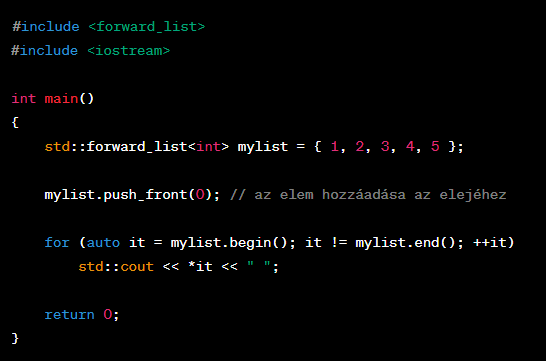 #include <forward_list>
#include <iostream>
int main()
{
std::forward_list<int> mylist = { 1, 2, 3, 4, 5 };
mylist.push_front(0); // az elem hozzáadása az elejéhez
for (auto it = mylist.begin(); it != mylist.end(); ++it)
std::cout << *it << " ";
return 0;
}